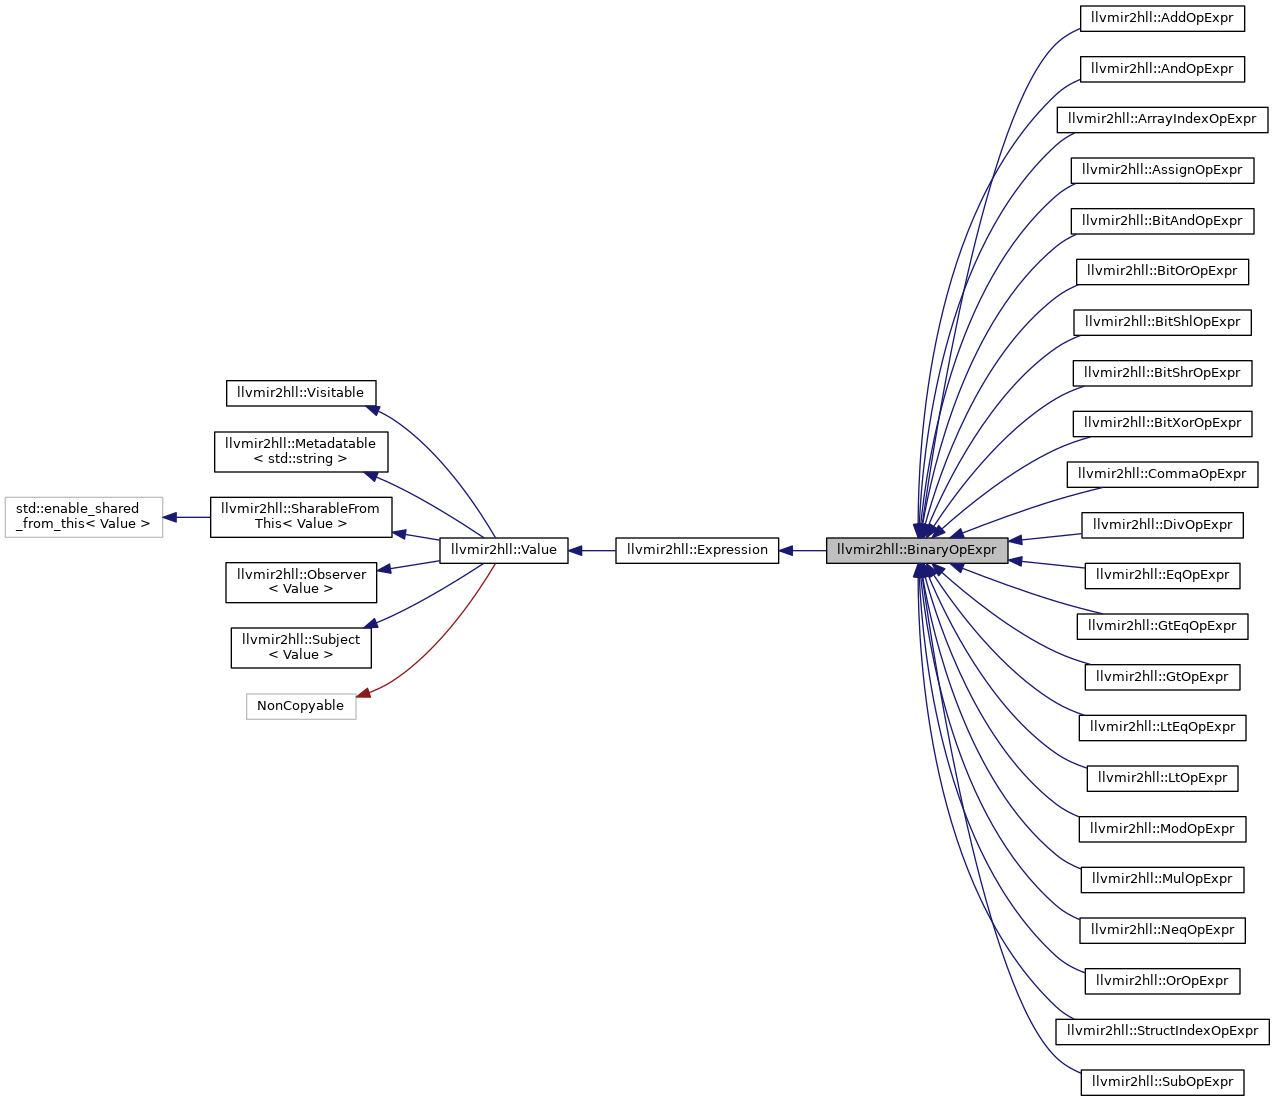 llvmir2hll::AddOpExpr
llvmir2hll::AndOpExpr
llvmir2hll::ArrayIndexOpExpr
llvmir2hll::AssignOpExpr
llvmir2hll::BitAndOpExpr
llvmir2hll::BitOrOpExpr
llvmir2hll::BitShlOpExpr
llvmir2hll::BitShrOpExpr
llvmir2hll::BitXorOpExpr
llvmir2hll::CommaOpExpr
llvmir2hll::DivOpExpr
llvmir2hll::EqOpExpr
llvmir2hll::GtEqOpExpr
llvmir2hll::GtOpExpr
llvmir2hll::LtEqOpExpr
llvmir2hll::LtOpExpr
llvmir2hll::ModOpExpr
llvmir2hll::MulOpExpr
llvmir2hll::NeqOpExpr
llvmir2hll::OrOpExpr
llvmir2hll::StructIndexOpExpr
llvmir2hll::SubOpExpr
llvmir2hll::BinaryOpExpr
llvmir2hll::Expression
llvmir2hll::Value
llvmir2hll::Visitable
llvmir2hll::Metadatable
< std::string >
llvmir2hll::SharableFrom
This< Value >
std::enable_shared
_from_this< Value >
llvmir2hll::Observer
< Value >
llvmir2hll::Subject
< Value >
NonCopyable